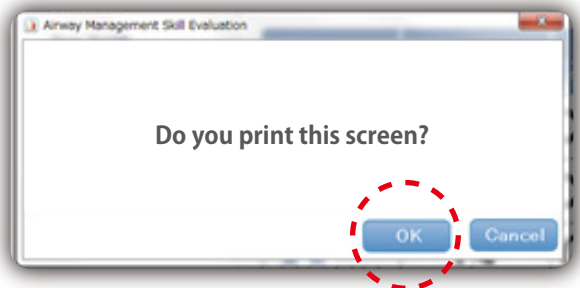 Airway Management Skill Evaluation
Do you print this screen?
OK
Cancel